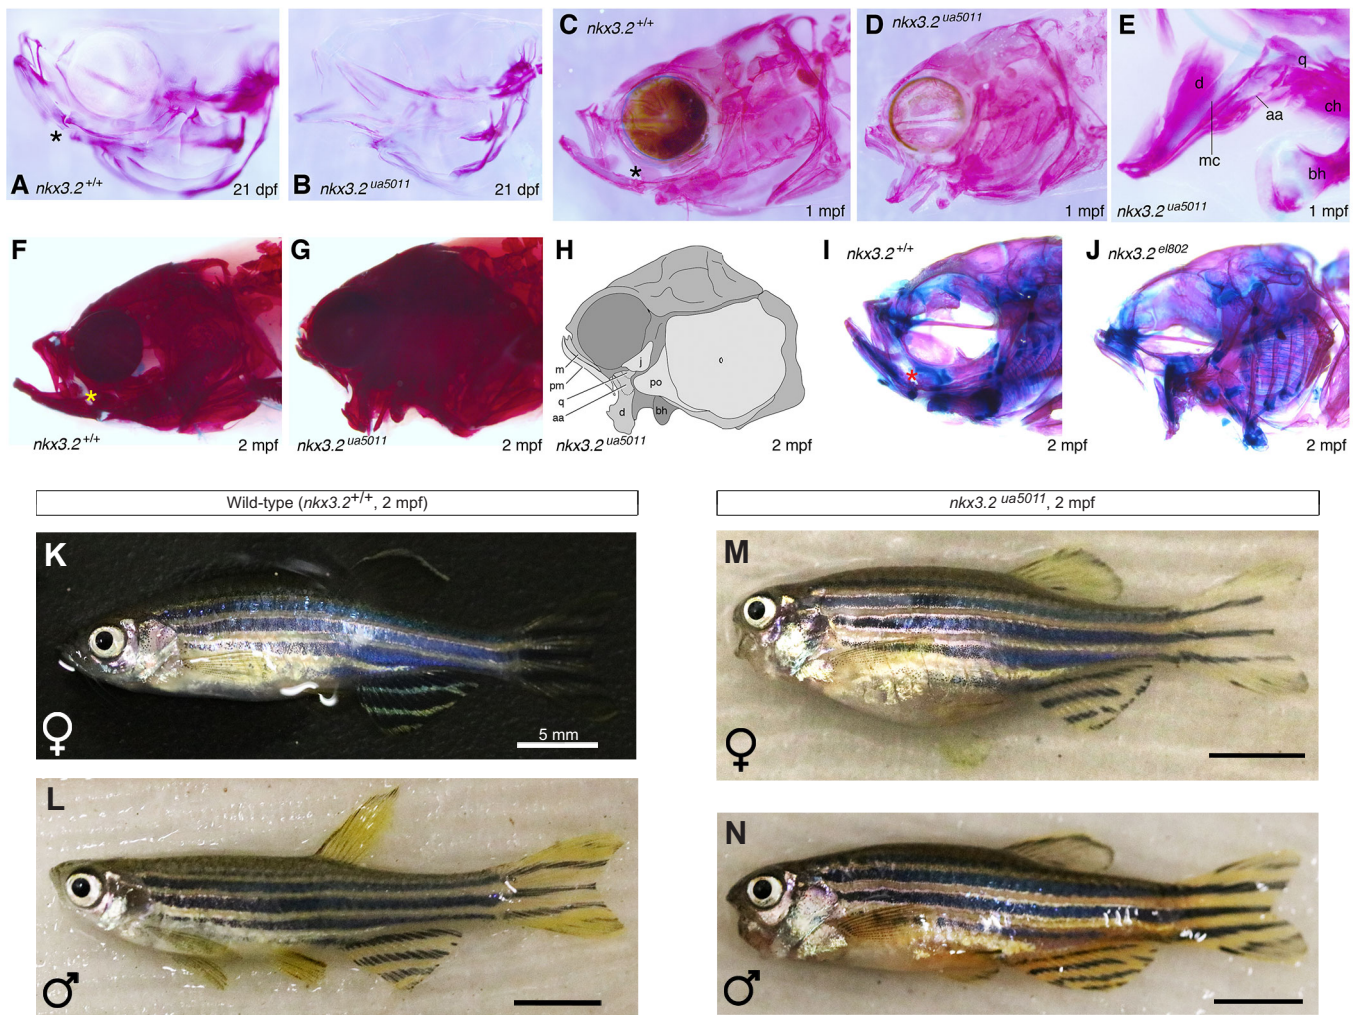 A nkx3.2+/+ 21 dpf
*
B nkx3.2ua5011 21 dpf
C nkx3.2+/+
*
1 mpf
D nkx3.2ua5011
1 mpf
E
d
q
ch
aa
mc
bh
nkx3.2ua5011 1 mpf
F
*
nkx3.2+/+ 2 mpf
G
nkx3.2ua5011 2 mpf
H
m
j
pm
po
q
o
aa
d
bh
nkx3.2ua5011 2 mpf
I nkx3.2+/+
*
2 mpf
J nkx3.2el802
2 mpf
Wild-type (nkx3.2+/+, 2 mpf)
nkx3.2ua5011, 2 mpf
K
♀
5 mm
M
♀
L
♂
N
♂